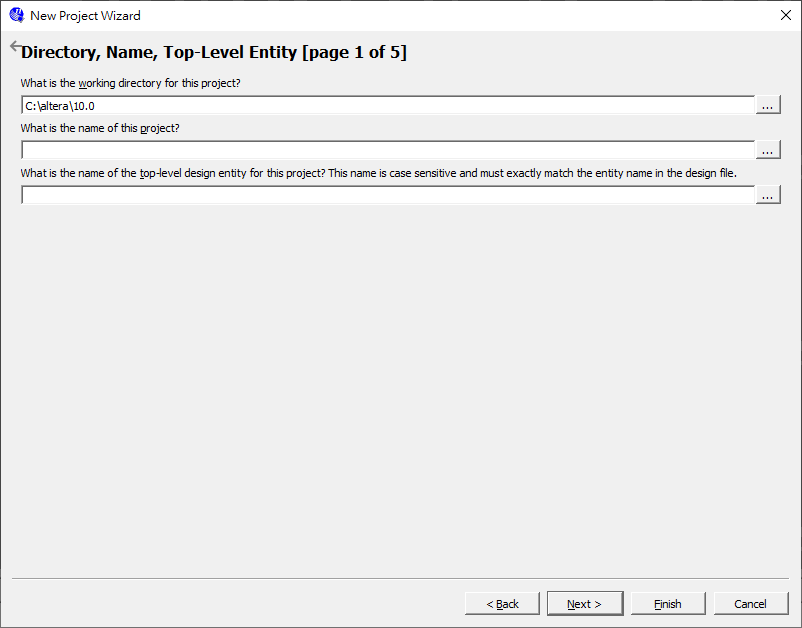 New Project Wizard
Directory, Name, Top-Level Entity [page 1 of 5]
What is the working directory for this project?
C:\altera\10.0
...
What is the name of this project?
...
What is the name of the top-level design entity for this project? This name is case sensitive and must exactly match the entity name in the design file.
...
< Back Next > Finish Cancel